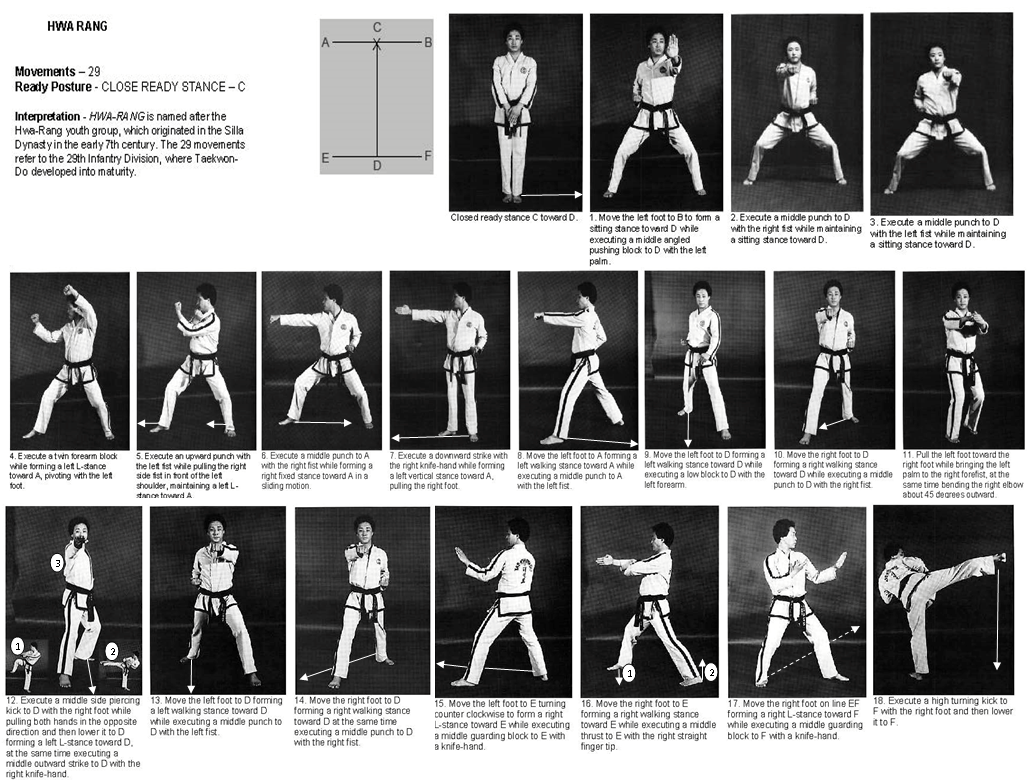 HWA RANG
Movements – 29
Ready Posture - CLOSE READY STANCE – C
Interpretation - HWA-RANG is named after the
Hwa-Rang youth group, which originated in the Silla
Dynasty in the early 7th century. The 29 movements
refer to the 29th Infantry Division, where Taekwon-
Do developed into maturity.
C
A
B
E
F
D
Closed ready stance C toward D.
1. Move the left foot to B to form a
sitting stance toward D while
executing a middle angled
pushing block to D with the left
palm.
2. Execute a middle punch to D
with the right fist while maintaining
a sitting stance toward D.
3. Execute a middle punch to D
with the left fist while maintaining
a sitting stance toward D.
4. Execute a twin forearm block
while forming a left L-stance
toward A, pivoting with the left
foot.
5. Execute an upward punch with
the left fist while pulling the right
side fist in front of the left
shoulder, maintaining a left L-
stance toward A
6. Execute a middle punch to A
with the right fist while forming a
right fixed stance toward A in a
sliding motion.
7. Execute a downward strike with
the right knife-hand while forming
a left vertical stance toward A,
pulling the right foot.
8. Move the left foot to A forming a
left walking stance toward A while
executing a middle punch to A
with the left fist.
9. Move the left foot to D forming a
left walking stance toward D while
executing a low block to D with the
left forearm.
10. Move the right foot to D
forming a right walking stance
toward D while executing a middle
punch to D with the right fist.
11. Pull the left foot toward the
right foot while bringing the left
palm to the right forefist, at the
same time bending the right elbow
about 45 degrees outward.
3
1
2
12. Execute a middle side piercing
kick to D with the right foot while
pulling both hands in the opposite
direction and then lower it to D
forming a left L-stance toward D,
at the same time executing a
middle outward strike to D with the
right knife-hand.
13. Move the left foot to D forming
a left walking stance toward D
while executing a middle punch to
D with the left fist.
14. Move the right foot to D
forming a right walking stance
toward D at the same time
executing a middle punch to D
with the right fist.
15. Move the left foot to E turning
counter clockwise to form a right
L-stance toward E while executing
a middle guarding block to E with
a knife-hand.
1
2
16. Move the right foot to E
forming a right walking stance
toward E while executing a middle
thrust to E with the right straight
finger tip.
17. Move the right foot on line EF
forming a right L-stance toward F
while executing a middle guarding
block to F with a knife-hand.
18. Execute a high turning kick to
F with the right foot and then lower
it to F.